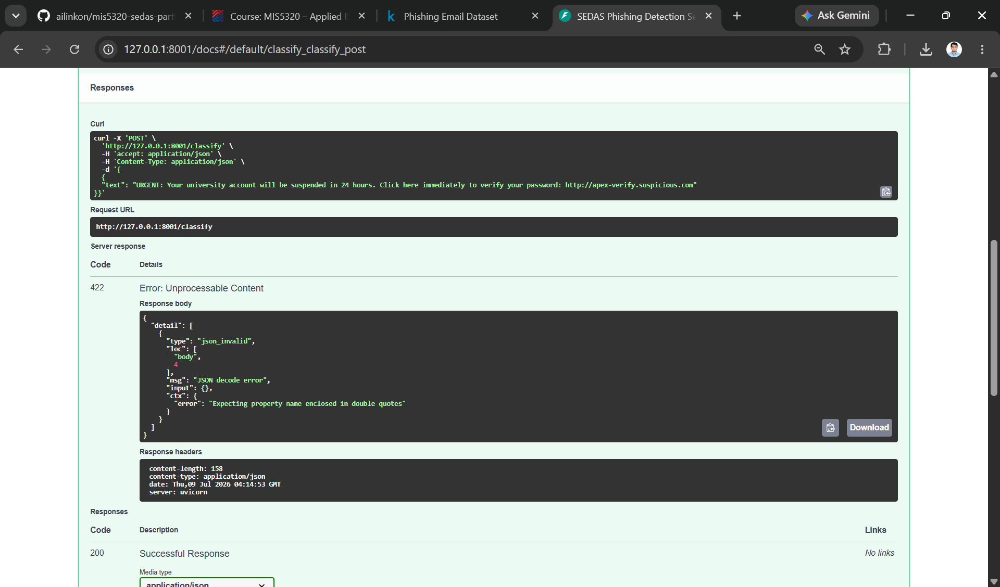 ailinkon/mis5320-sedas-part
Course: MIS5320 – Applied I
Phishing Email Dataset
SEDAS Phishing Detection Se
Ask Gemini
127.0.0.1:8001/docs#/default/classify_classify_post
Responses
Curl
curl -X 'POST' \
'http://127.0.0.1:8001/classify' \
-H 'accept: application/json' \
-H 'Content-Type: application/json' \
-d '{
{
"text": "URGENT: Your university account will be suspended in 24 hours. Click here immediately to verify your password: http://apex-verify.suspicious.com"
}}'
Request URL
http://127.0.0.1:8001/classify
Server response
Code Details
422 Error: Unprocessable Content
Response body
{
"detail": [
{
"type": "json_invalid",
"loc": [
"body",
4
],
"msg": "JSON decode error",
"input": {},
"ctx": {
"error": "Expecting property name enclosed in double quotes"
}
}
]
}
Download
Response headers
content-length: 158
content-type: application/json
date: Thu,09 Jul 2026 04:14:53 GMT
server: uvicorn
Responses
Code Description Links
200 Successful Response No links
Media type
application/json